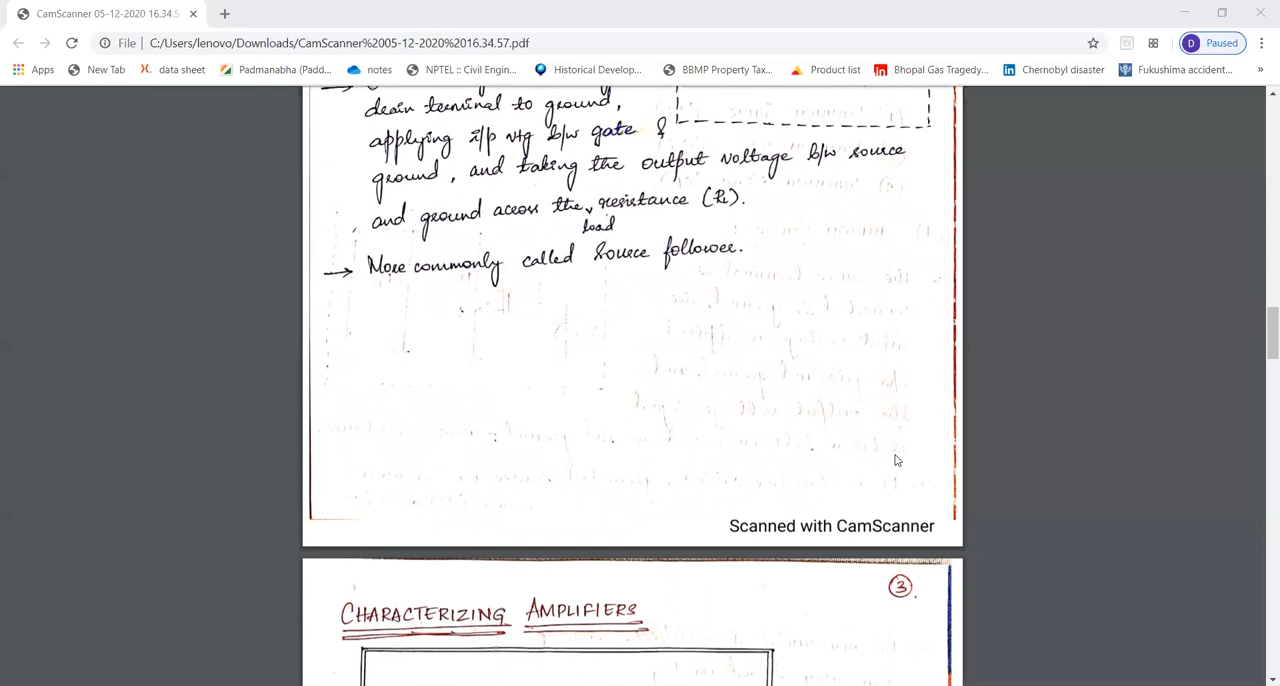 CamScanner 05-12-2020 16.34.5
File
C:/Users/lenovo/Downloads/CamScanner%2005-12-2020%2016.34.57.pdf
D Paused
Apps
New Tab
data sheet
Padmanabha (Padd...
notes
NPTEL :: Civil Engin...
Historical Develop...
BBMP Property Tax...
Product list
Bhopal Gas Tragedy...
Chernobyl disaster
Fukushima accident...
»
drain terminal to ground,
applying i/p vtg b/w gate &
ground, and taking the output voltage b/w source
and ground across the resistance (RL).
load
→ More commonly called source follower.
Scanned with CamScanner
3
CHARACTERIZING AMPLIFIERS